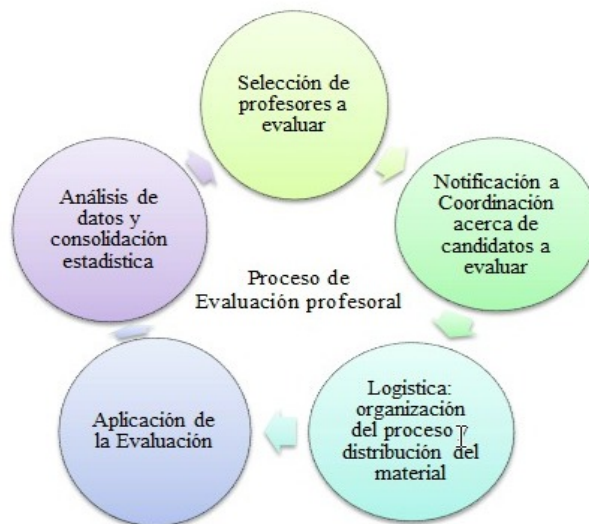 Selección de
profesores a
evaluar
Notificación a
Coordinación
acerca de
candidatos a
evaluar
Logistica:
organización
del proceso y
distribución del
material
Aplicación de
la Evaluación
Análisis de
datos y
consolidación
estadística
Proceso de
Evaluación profesoral